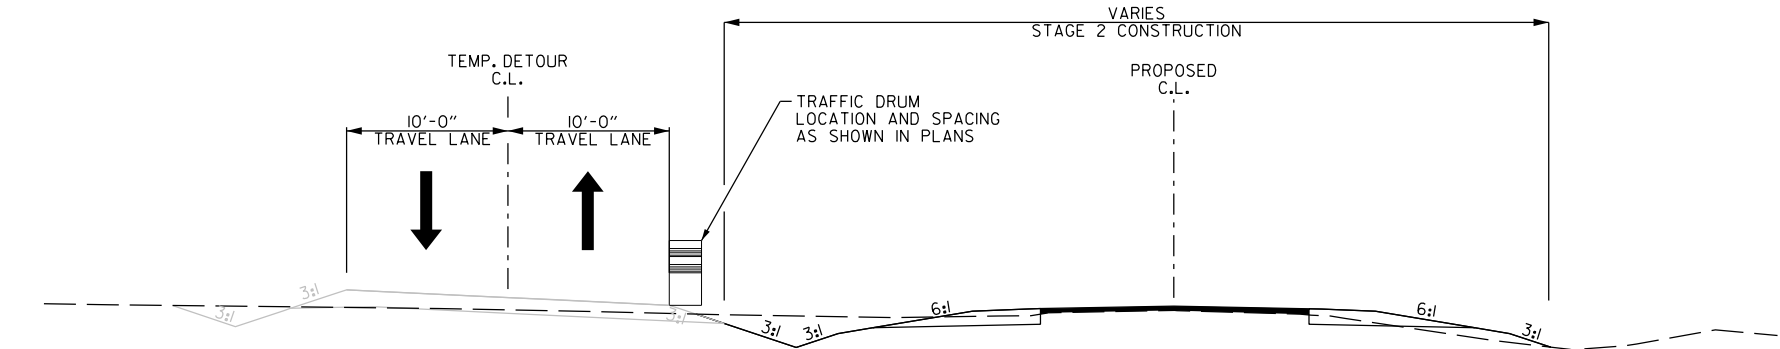 VARIES
STAGE 2 CONSTRUCTION
TEMP. DETOUR
C.L.
PROPOSED
C.L.
TRAFFIC DRUM
LOCATION AND SPACING
AS SHOWN IN PLANS
10'-0"
TRAVEL LANE
10'-0"
TRAVEL LANE
3:1
3:1
3:1
3:1
3:1
6:1
6:1
3:1